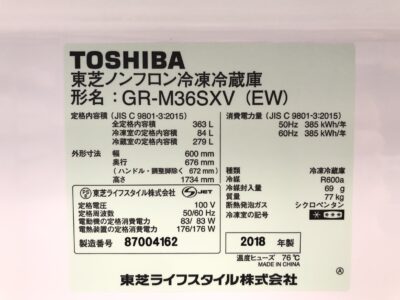 TOSHIBA
東芝ノンフロン冷凍冷蔵庫
形名：GR-M36SXV (EW)
定格内容積 (JIS C 9801-3:2015)
全定格内容積 363 L
冷凍室の容積 84 L
冷蔵室の容積 279 L
外形寸法 幅 600 mm
奥行 676 mm
(ハンドル・調整脚除く 672 mm)
高さ 1734 mm
消費電力量 (JIS C 9801-3:2015)
50Hz 385 kWh/年
60Hz 385 kWh/年
種類 冷凍冷蔵庫
冷媒 R600a
冷媒封入量 69 g
質量 77 kg
断熱発泡ガス シクロペンタン
冷凍室の記号
東芝ライフスタイル株式会社 JET
定格電圧 100 V
定格周波数 50/60 Hz
電動機の定格消費電力 83/ 83 W
電熱装置の定格消費電力 176/176 W
製造番号 87004162
2018 年製
温度ヒューズ 76℃
MADE IN CHINA
東芝ライフスタイル株式会社
Ⓐ